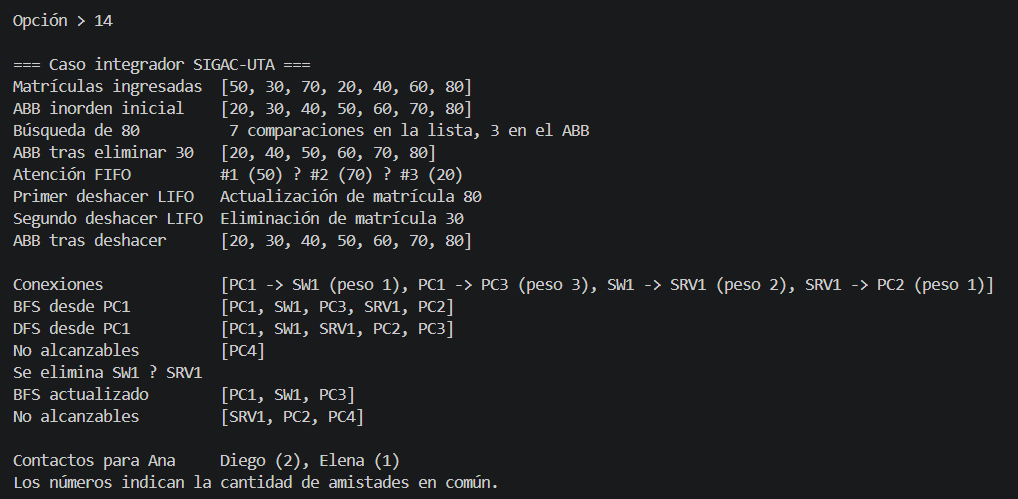 Opción > 14
=== Caso integrador SIGAC-UTA ===
Matrículas ingresadas [50, 30, 70, 20, 40, 60, 80]
ABB inorden inicial [20, 30, 40, 50, 60, 70, 80]
Búsqueda de 80 7 comparaciones en la lista, 3 en el ABB
ABB tras eliminar 30 [20, 40, 50, 60, 70, 80]
Atención FIFO #1 (50) ? #2 (70) ? #3 (20)
Primer deshacer LIFO Actualización de matrícula 80
Segundo deshacer LIFO Eliminación de matrícula 30
ABB tras deshacer [20, 30, 40, 50, 60, 70, 80]
Conexiones [PC1 -> SW1 (peso 1), PC1 -> PC3 (peso 3), SW1 -> SRV1 (peso 2), SRV1 -> PC2 (peso 1)]
BFS desde PC1 [PC1, SW1, PC3, SRV1, PC2]
DFS desde PC1 [PC1, SW1, SRV1, PC2, PC3]
No alcanzables [PC4]
Se elimina SW1 ? SRV1
BFS actualizado [PC1, SW1, PC3]
No alcanzables [SRV1, PC2, PC4]
Contactos para Ana Diego (2), Elena (1)
Los números indican la cantidad de amistades en común.